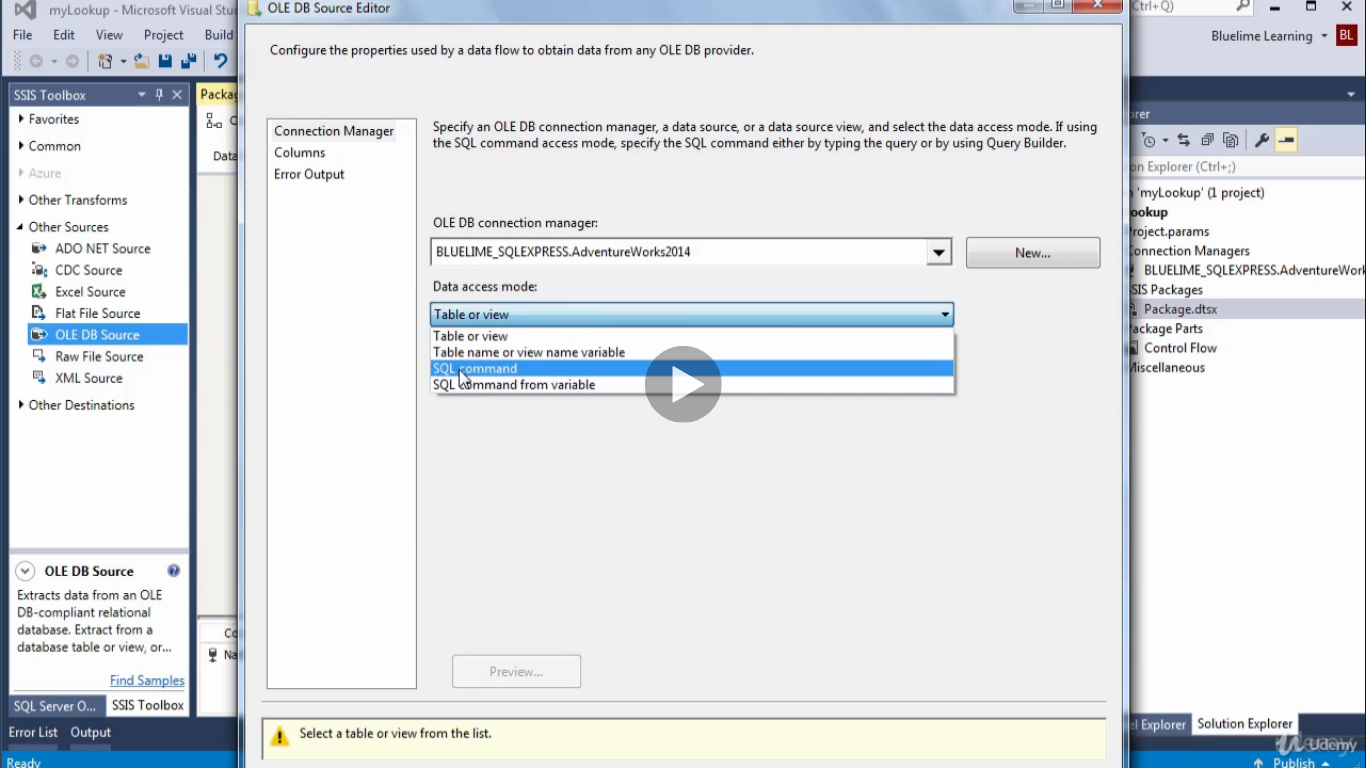 myLookup - Microsoft Visual Stu
OLE DB Source Editor
Ctrl+Q)
File Edit View Project Build
Bluelime Learning BL
Configure the properties used by a data flow to obtain data from any OLE DB provider.
SSIS Toolbox
Packag
Favorites
Common
Azure
Other Transforms
Other Sources
ADO NET Source
CDC Source
Excel Source
Flat File Source
OLE DB Source
Raw File Source
XML Source
Other Destinations
Data
Connection Manager
Columns
Error Output
Specify an OLE DB connection manager, a data source, or a data source view, and select the data access mode. If using
the SQL command access mode, specify the SQL command either by typing the query or by using Query Builder.
OLE DB connection manager:
BLUELIME_SQLEXPRESS.AdventureWorks2014
New...
Data access mode:
Table or view
Table or view
Table name or view name variable
SQL command
SQL command from variable
Preview...
Select a table or view from the list.
orer
on Explorer (Ctrl+;)
'myLookup' (1 project)
ookup
roject.params
onnection Managers
BLUELIME_SQLEXPRESS.AdventureWork
SIS Packages
Package.dtsx
ackage Parts
Control Flow
Miscellaneous
OLE DB Source
Extracts data from an OLE
DB-compliant relational
database. Extract from a
database table or view, or...
Find Samples
Co
Na
SQL Server O... SSIS Toolbox
Error List Output
Ready
el Explorer Solution Explorer
Udemy
Publish